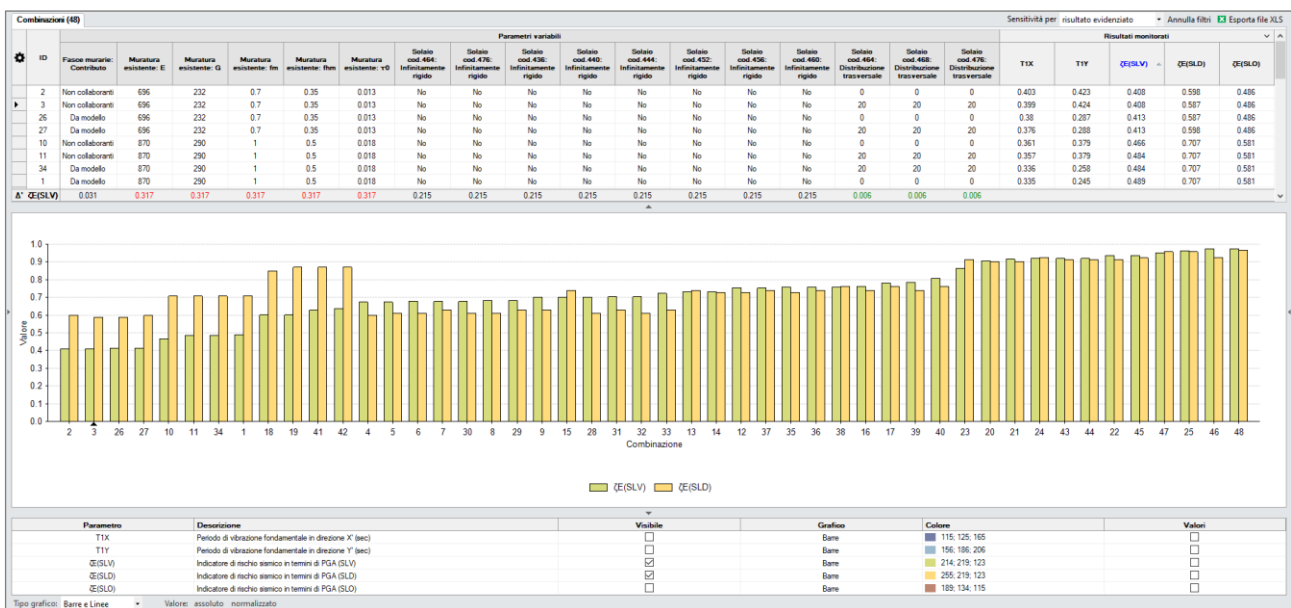 Combinazioni (48)
Sensitività per risultato evidenziato Annulla filtri Esporta file XLS
Parametri variabili Risultati monitorati
ID Fasce murarie: Contributo Muratura esistente: E Muratura esistente: G Muratura esistente: fm Muratura esistente: fhm Muratura esistente: τ0 Solaio cod.464: Infinitamente rigido Solaio cod.476: Infinitamente rigido Solaio cod.436: Infinitamente rigido Solaio cod.440: Infinitamente rigido Solaio cod.444: Infinitamente rigido Solaio cod.452: Infinitamente rigido Solaio cod.456: Infinitamente rigido Solaio cod.460: Infinitamente rigido Solaio cod.464: Distribuzione trasversale Solaio cod.468: Distribuzione trasversale Solaio cod.476: Distribuzione trasversale T1X T1Y ζE(SLV) ζE(SLD) ζE(SLO)
2 Non collaboranti 696 232 0.7 0.35 0.013 No No No No No No No No 0 0 0 0.403 0.423 0.408 0.598 0.486
3 Non collaboranti 696 232 0.7 0.35 0.013 No No No No No No No No 20 20 20 0.399 0.424 0.408 0.587 0.486
26 Da modello 696 232 0.7 0.35 0.013 No No No No No No No No 0 0 0 0.38 0.287 0.413 0.587 0.486
27 Da modello 696 232 0.7 0.35 0.013 No No No No No No No No 20 20 20 0.376 0.288 0.413 0.598 0.486
10 Non collaboranti 870 290 1 0.5 0.018 No No No No No No No No 0 0 0 0.361 0.379 0.466 0.707 0.581
11 Non collaboranti 870 290 1 0.5 0.018 No No No No No No No No 20 20 20 0.357 0.379 0.484 0.707 0.581
34 Da modello 870 290 1 0.5 0.018 No No No No No No No No 20 20 20 0.336 0.258 0.484 0.707 0.581
1 Da modello 870 290 1 0.5 0.018 No No No No No No No No 0 0 0 0.335 0.245 0.489 0.707 0.581
Δ' ζE(SLV) 0.031 0.317 0.317 0.317 0.317 0.317 0.215 0.215 0.215 0.215 0.215 0.215 0.215 0.215 0.006 0.006 0.006
1.0
0.9
0.8
0.7
0.6
0.5
0.4
0.3
0.2
0.1
0.0
Valore
2 3 26 27 10 11 34 1 18 19 41 42 4 5 6 7 30 8 29 9 15 28 31 32 33 13 14 12 37 35 36 38 16 17 39 40 23 20 21 24 43 44 22 45 47 25 46 48
Combinazione
ζE(SLV) ζE(SLD)
Parametro Descrizione Visibile Grafico Colore Valori
T1X Periodo di vibrazione fondamentale in direzione X' (sec) Barre 115; 125; 165
T1Y Periodo di vibrazione fondamentale in direzione Y' (sec) Barre 156; 186; 206
ζE(SLV) Indicatore di rischio sismico in termini di PGA (SLV) Barre 214; 219; 123
ζE(SLD) Indicatore di rischio sismico in termini di PGA (SLD) Barre 255; 219; 123
ζE(SLO) Indicatore di rischio sismico in termini di PGA (SLO) Barre 189; 134; 115
Tipo grafico: Barre e Linee Valore: assoluto normalizzato